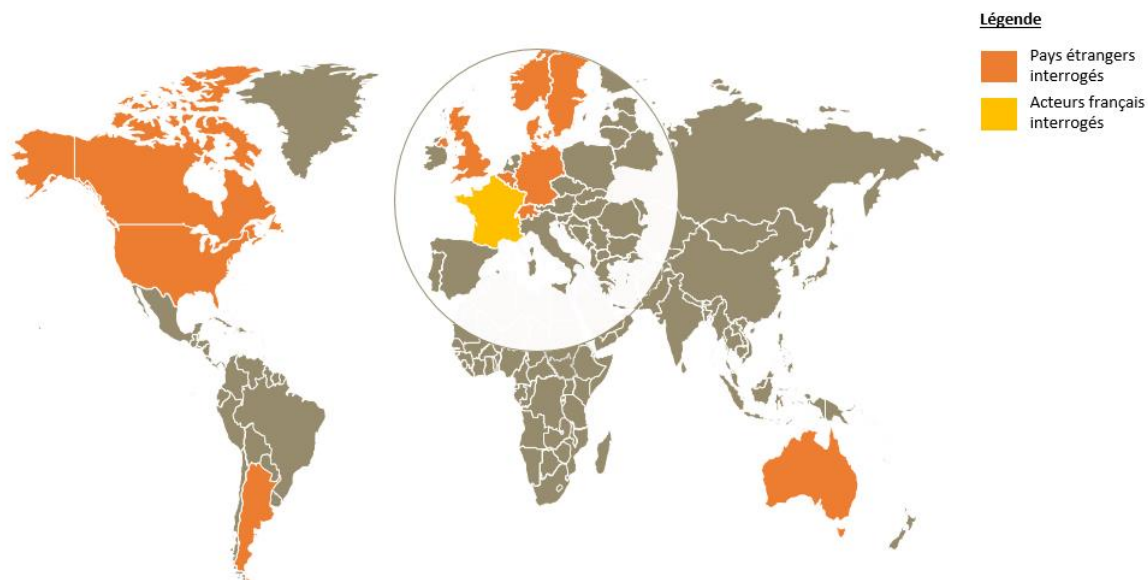 Légende
Pays étrangers
interrogés
Acteurs français
interrogés